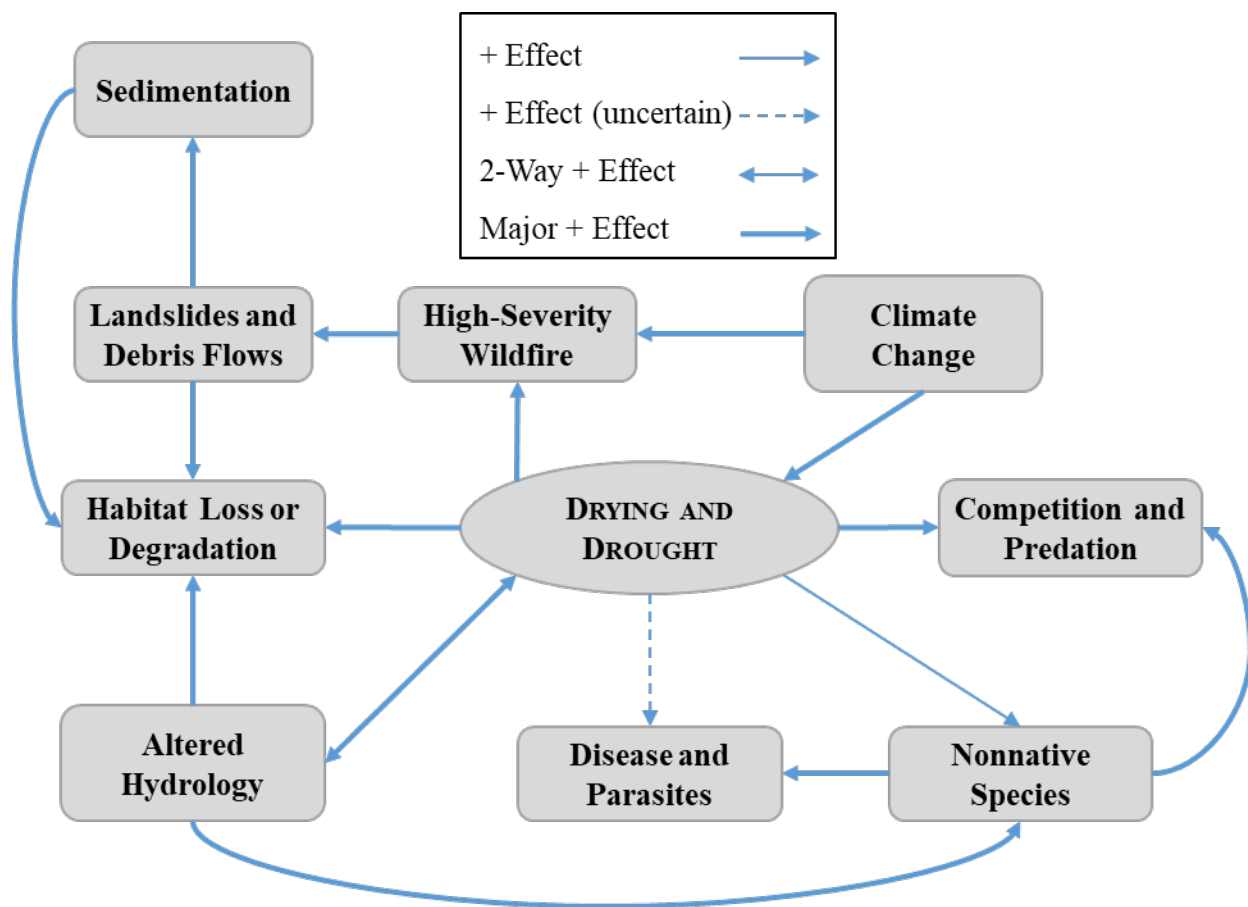 + Effect
+ Effect (uncertain)
2-Way + Effect
Major + Effect
Sedimentation
Landslides and
Debris Flows
High-Severity
Wildfire
Climate
Change
Habitat Loss or
Degradation
DRYING AND
DROUGHT
Competition and
Predation
Altered
Hydrology
Disease and
Parasites
Nonnative
Species